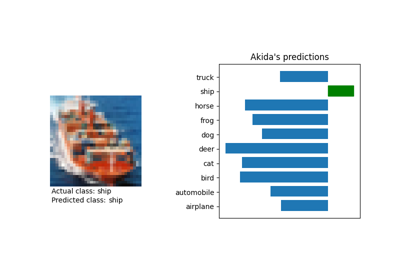 Akida's predictions
truck
ship
horse
frog
dog
deer
cat
bird
automobile
airplane
Actual class: ship
Predicted class: ship